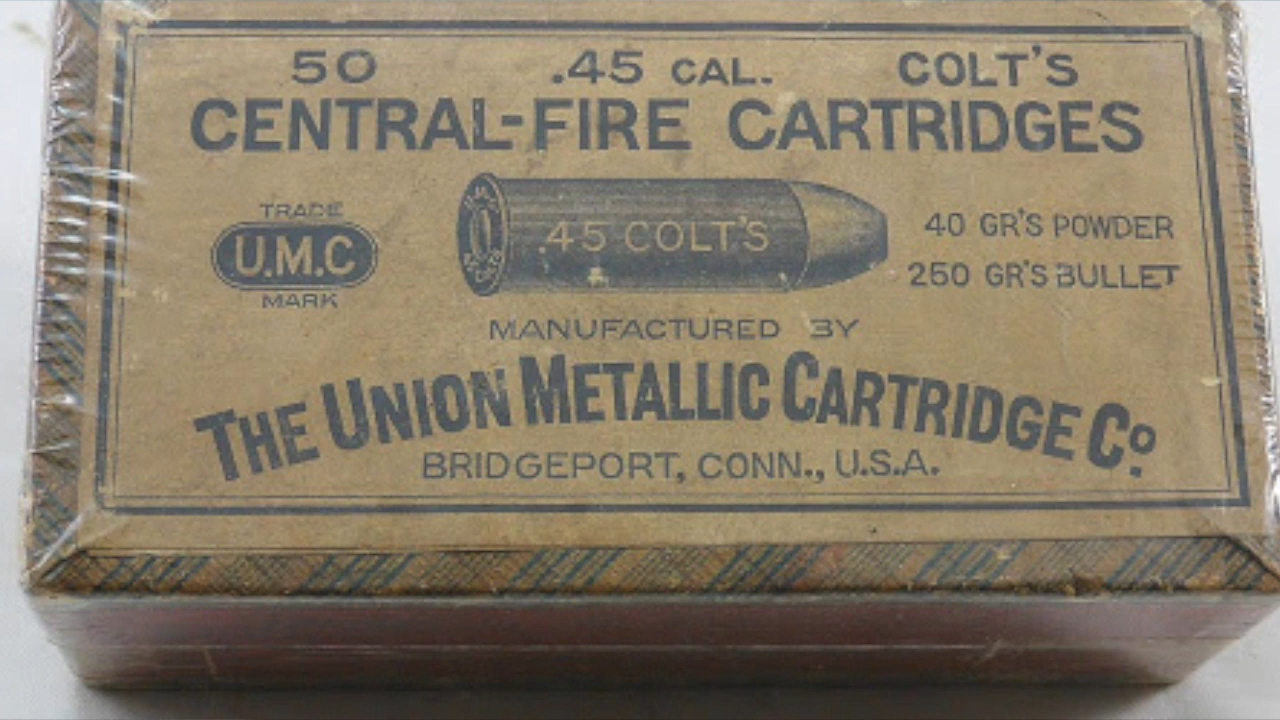 50 .45 CAL. COLT'S
CENTRAL-FIRE CARTRIDGES
TRADE
U.M.C
MARK
.45 COLT'S
40 GR'S POWDER
250 GR'S BULLET
MANUFACTURED BY
THE UNION METALLIC CARTRIDGE Co.
BRIDGEPORT, CONN., U.S.A.